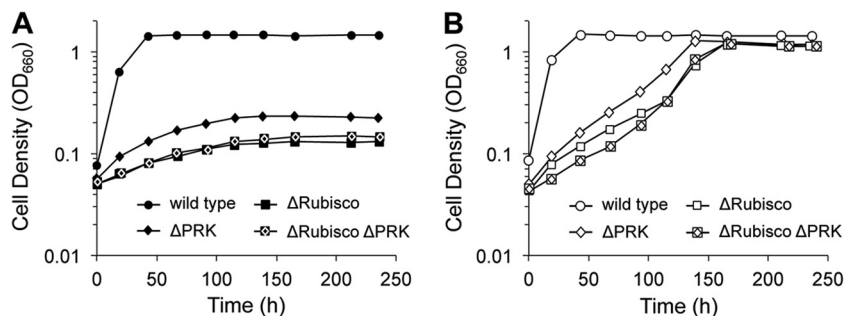 A
Cell Density (OD660)
1
0.1
0.01
wild type
ΔRubisco
ΔPRK
ΔRubisco ΔPRK
0 50 100 150 200 250
Time (h)
B
Cell Density (OD660)
1
0.1
0.01
wild type
ΔRubisco
ΔPRK
ΔRubisco ΔPRK
0 50 100 150 200 250
Time (h)